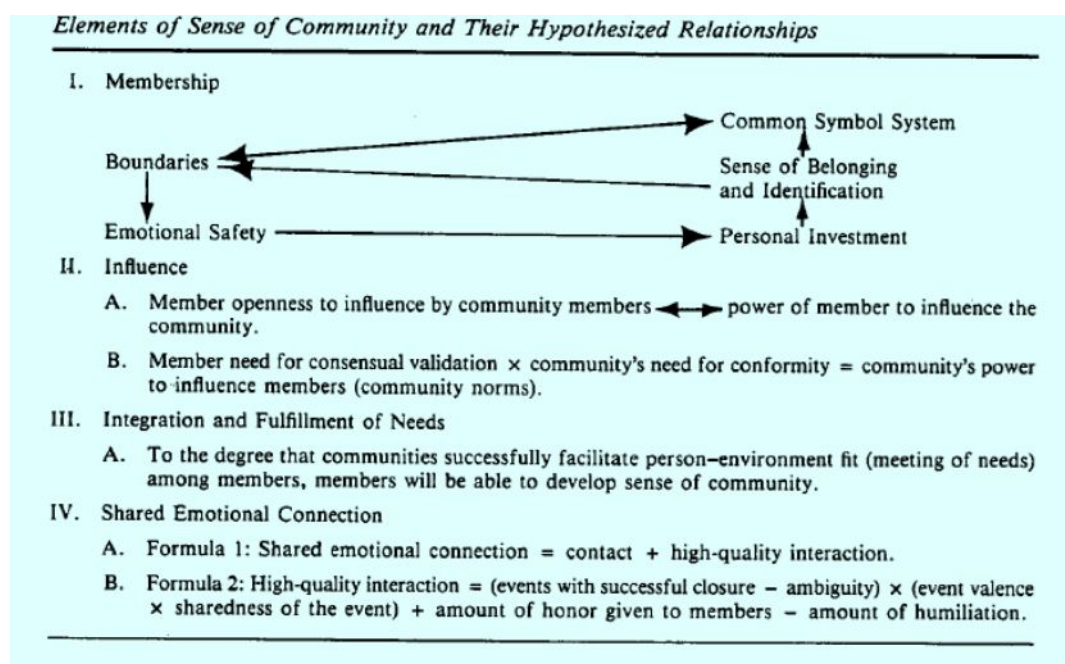 Elements of Sense of Community and Their Hypothesized Relationships
I. Membership
Common Symbol System
Boundaries
Sense of Belonging
and Identification
Emotional Safety
Personal Investment
II. Influence
A. Member openness to influence by community members ↔ power of member to influence the
community.
B. Member need for consensual validation × community's need for conformity = community's power
to influence members (community norms).
III. Integration and Fulfillment of Needs
A. To the degree that communities successfully facilitate person–environment fit (meeting of needs)
among members, members will be able to develop sense of community.
IV. Shared Emotional Connection
A. Formula 1: Shared emotional connection = contact + high-quality interaction.
B. Formula 2: High-quality interaction = (events with successful closure − ambiguity) × (event valence
× sharedness of the event) + amount of honor given to members − amount of humiliation.